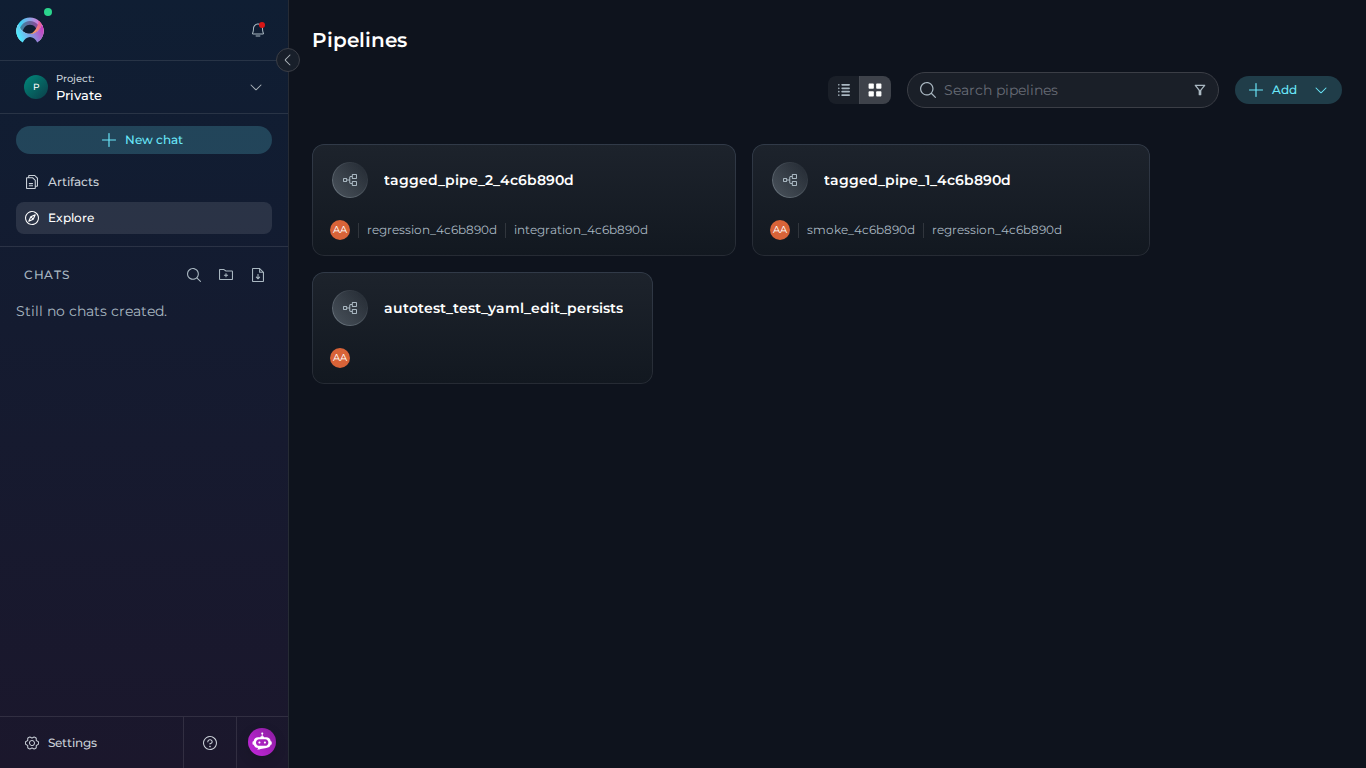 Project:
P
Private
New chat
Artifacts
Explore
CHATS
Still no chats created.
Settings
Pipelines
Search pipelines
Add
tagged_pipe_2_4c6b890d
AA
regression_4c6b890d
integration_4c6b890d
tagged_pipe_1_4c6b890d
AA
smoke_4c6b890d
regression_4c6b890d
autotest_test_yaml_edit_persists
AA